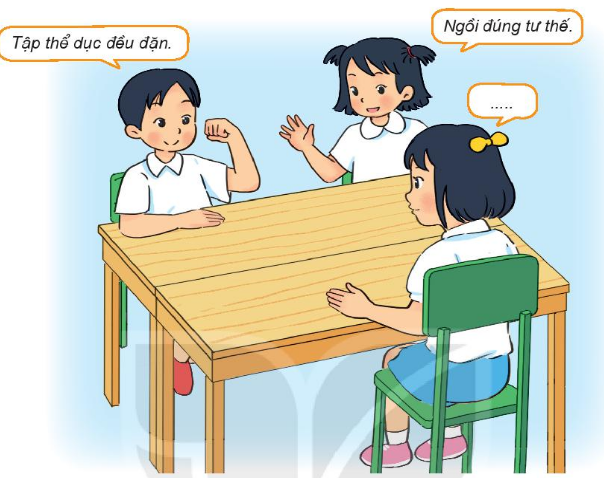 Tập thể dục đều đặn.
Ngồi đúng tư thế.
.....